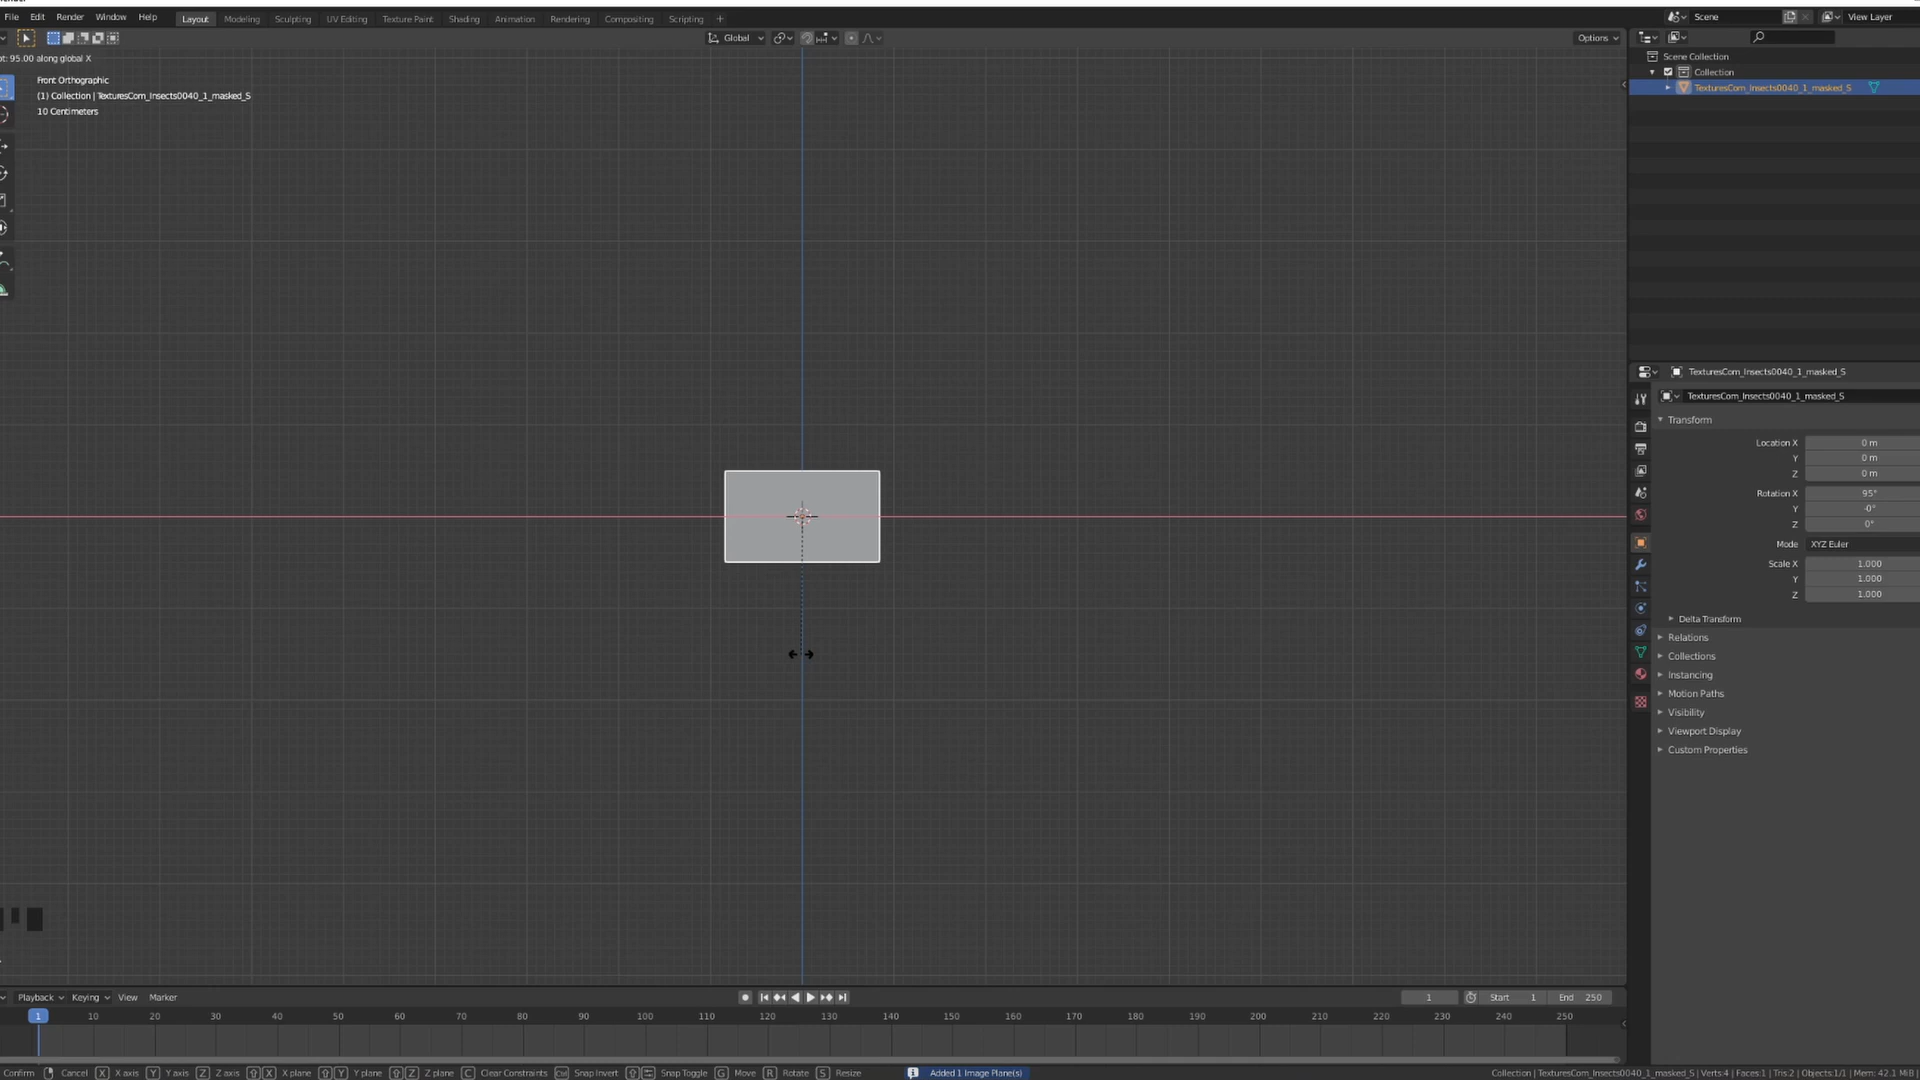 File Edit Render Window Help Layout Modeling Sculpting UV Editing Texture Paint Shading Animation Rendering Compositing Scripting + Scene View Layer
Global Options
ot: 95.00 along global X
Front Orthographic
(1) Collection | TexturesCom_Insects0040_1_masked_S
10 Centimeters
Scene Collection
Collection
TexturesCom_Insects0040_1_masked_S
TexturesCom_Insects0040_1_masked_S
TexturesCom_Insects0040_1_masked_S
Transform
Location X 0 m
Y 0 m
Z 0 m
Rotation X 95°
Y -0°
Z 0°
Mode XYZ Euler
Scale X 1.000
Y 1.000
Z 1.000
Delta Transform
Relations
Collections
Instancing
Motion Paths
Visibility
Viewport Display
Custom Properties
Playback Keying View Marker 1 Start 1 End 250
1 10 20 30 40 50 60 70 80 90 100 110 120 130 140 150 160 170 180 190 200 210 220 230 240 250
Confirm Cancel X X axis Y Y axis Z Z axis X X plane Y Y plane Z Z plane C Clear Constraints Ctrl Snap Invert Snap Toggle G Move R Rotate S Resize Added 1 Image Plane(s) Collection | TexturesCom_Insects0040_1_masked_S | Verts:4 | Faces:1 | Tris:2 | Objects:1/1 | Mem: 42.1 MiB |